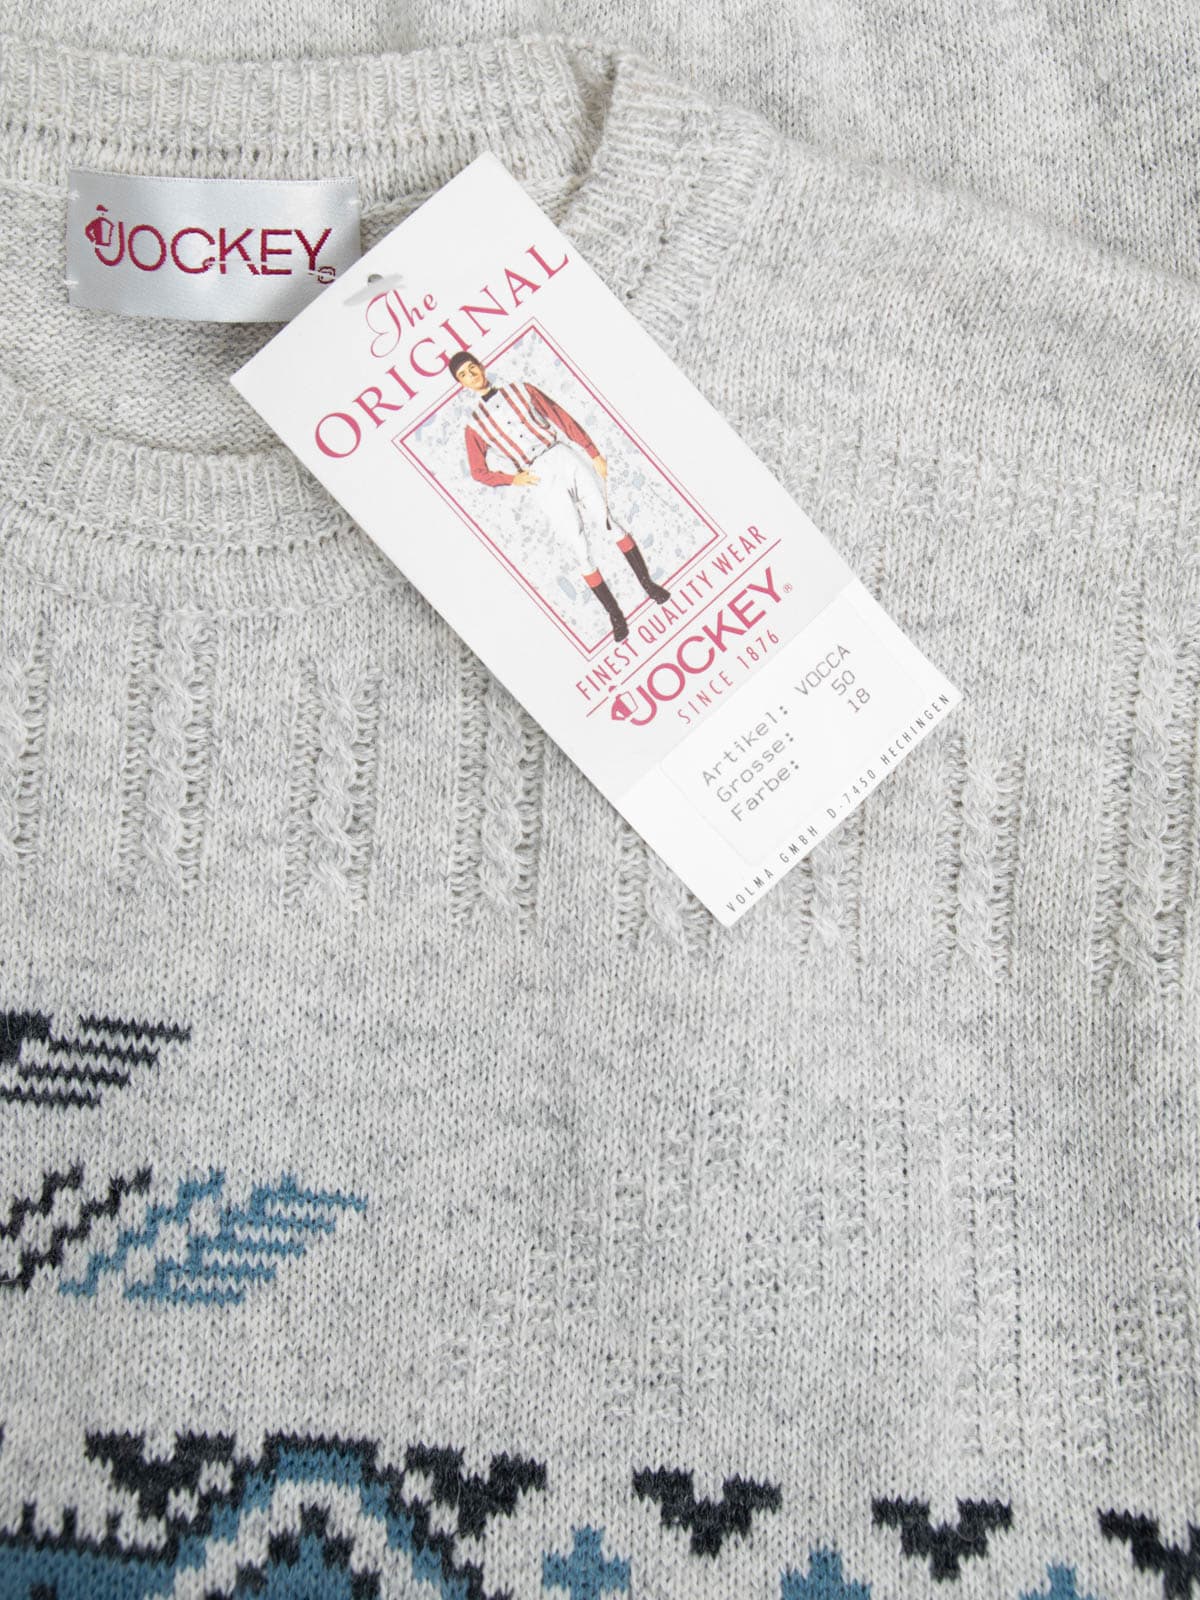 JOCKEY
The
ORIGINAL
FINEST QUALITY WEAR
JOCKEY®
SINCE 1876
Artikel: VOCCA
Grosse: 50
Farbe: 18
VOLMA GMBH D-7450 HECHINGEN